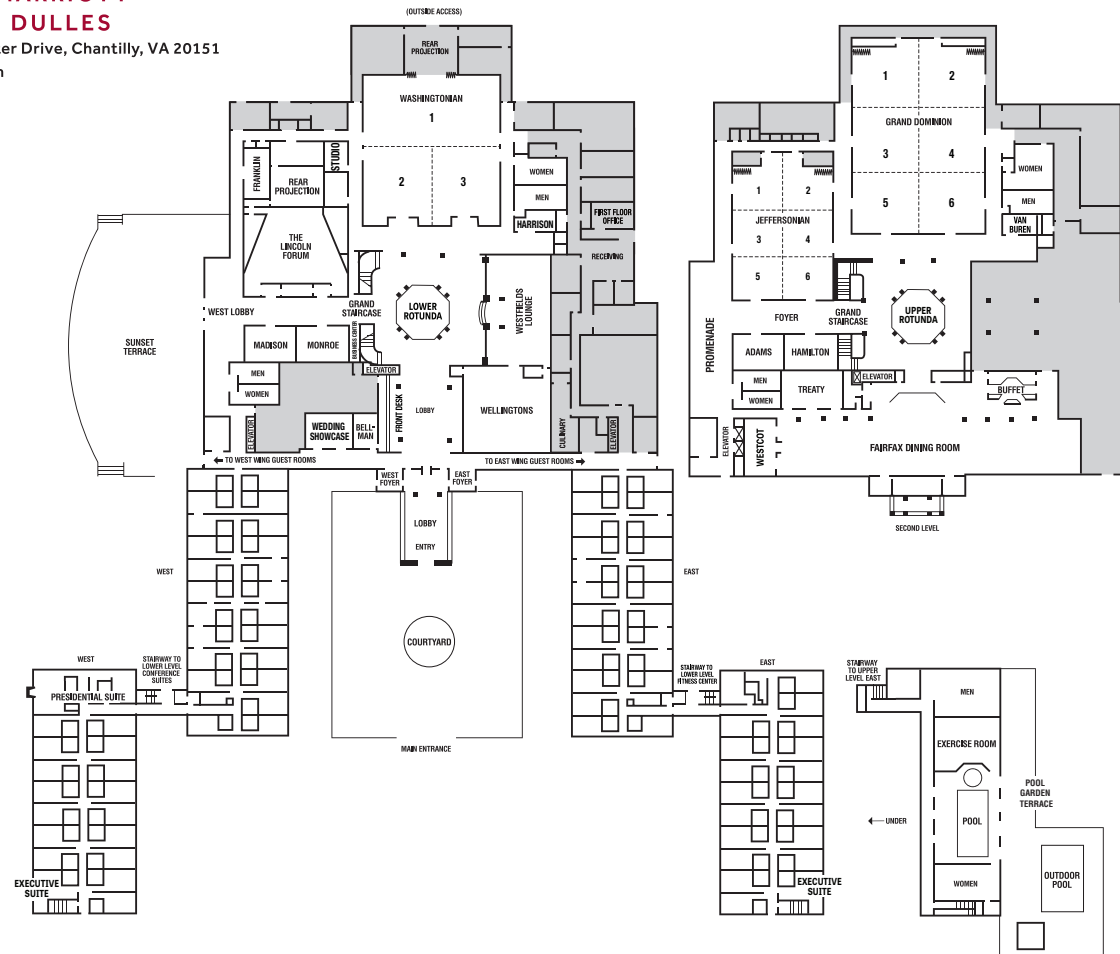 DULLES
er Drive, Chantilly, VA 20151
(OUTSIDE ACCESS)
REAR
PROJECTION
WASHINGTONIAN
1
2
3
FRANKLIN
STUDIO
REAR
PROJECTION
WOMEN
MEN
HARRISON
FIRST FLOOR
OFFICE
RECEIVING
THE
LINCOLN
FORUM
WEST LOBBY
GRAND
STAIRCASE
LOWER
ROTUNDA
WESTFIELDS
LOUNGE
SUNSET
TERRACE
MADISON
MONROE
BUSINESS CENTER
ELEVATOR
MEN
WOMEN
ELEVATOR
WEDDING
SHOWCASE
BELL-
MAN
FRONT DESK
LOBBY
WELLINGTONS
CULINARY
ELEVATOR
TO WEST WING GUEST ROOMS
TO EAST WING GUEST ROOMS
WEST
FOYER
EAST
FOYER
LOBBY
ENTRY
WEST
EAST
COURTYARD
MAIN ENTRANCE
WEST
STAIRWAY TO
LOWER LEVEL
CONFERENCE
SUITES
PRESIDENTIAL SUITE
EXECUTIVE
SUITE
STAIRWAY TO
LOWER LEVEL
FITNESS CENTER
EAST
EXECUTIVE
SUITE
1
2
GRAND DOMINION
3
4
5
6
WOMEN
MEN
VAN
BUREN
1
2
JEFFERSONIAN
3
4
5
6
FOYER
GRAND
STAIRCASE
UPPER
ROTUNDA
PROMENADE
ADAMS
HAMILTON
MEN
WOMEN
TREATY
ELEVATOR
BUFFET
ELEVATOR
WESTCOT
FAIRFAX DINING ROOM
SECOND LEVEL
STAIRWAY
TO UPPER
LEVEL EAST
MEN
EXERCISE ROOM
POOL
GARDEN
TERRACE
UNDER
POOL
WOMEN
OUTDOOR
POOL